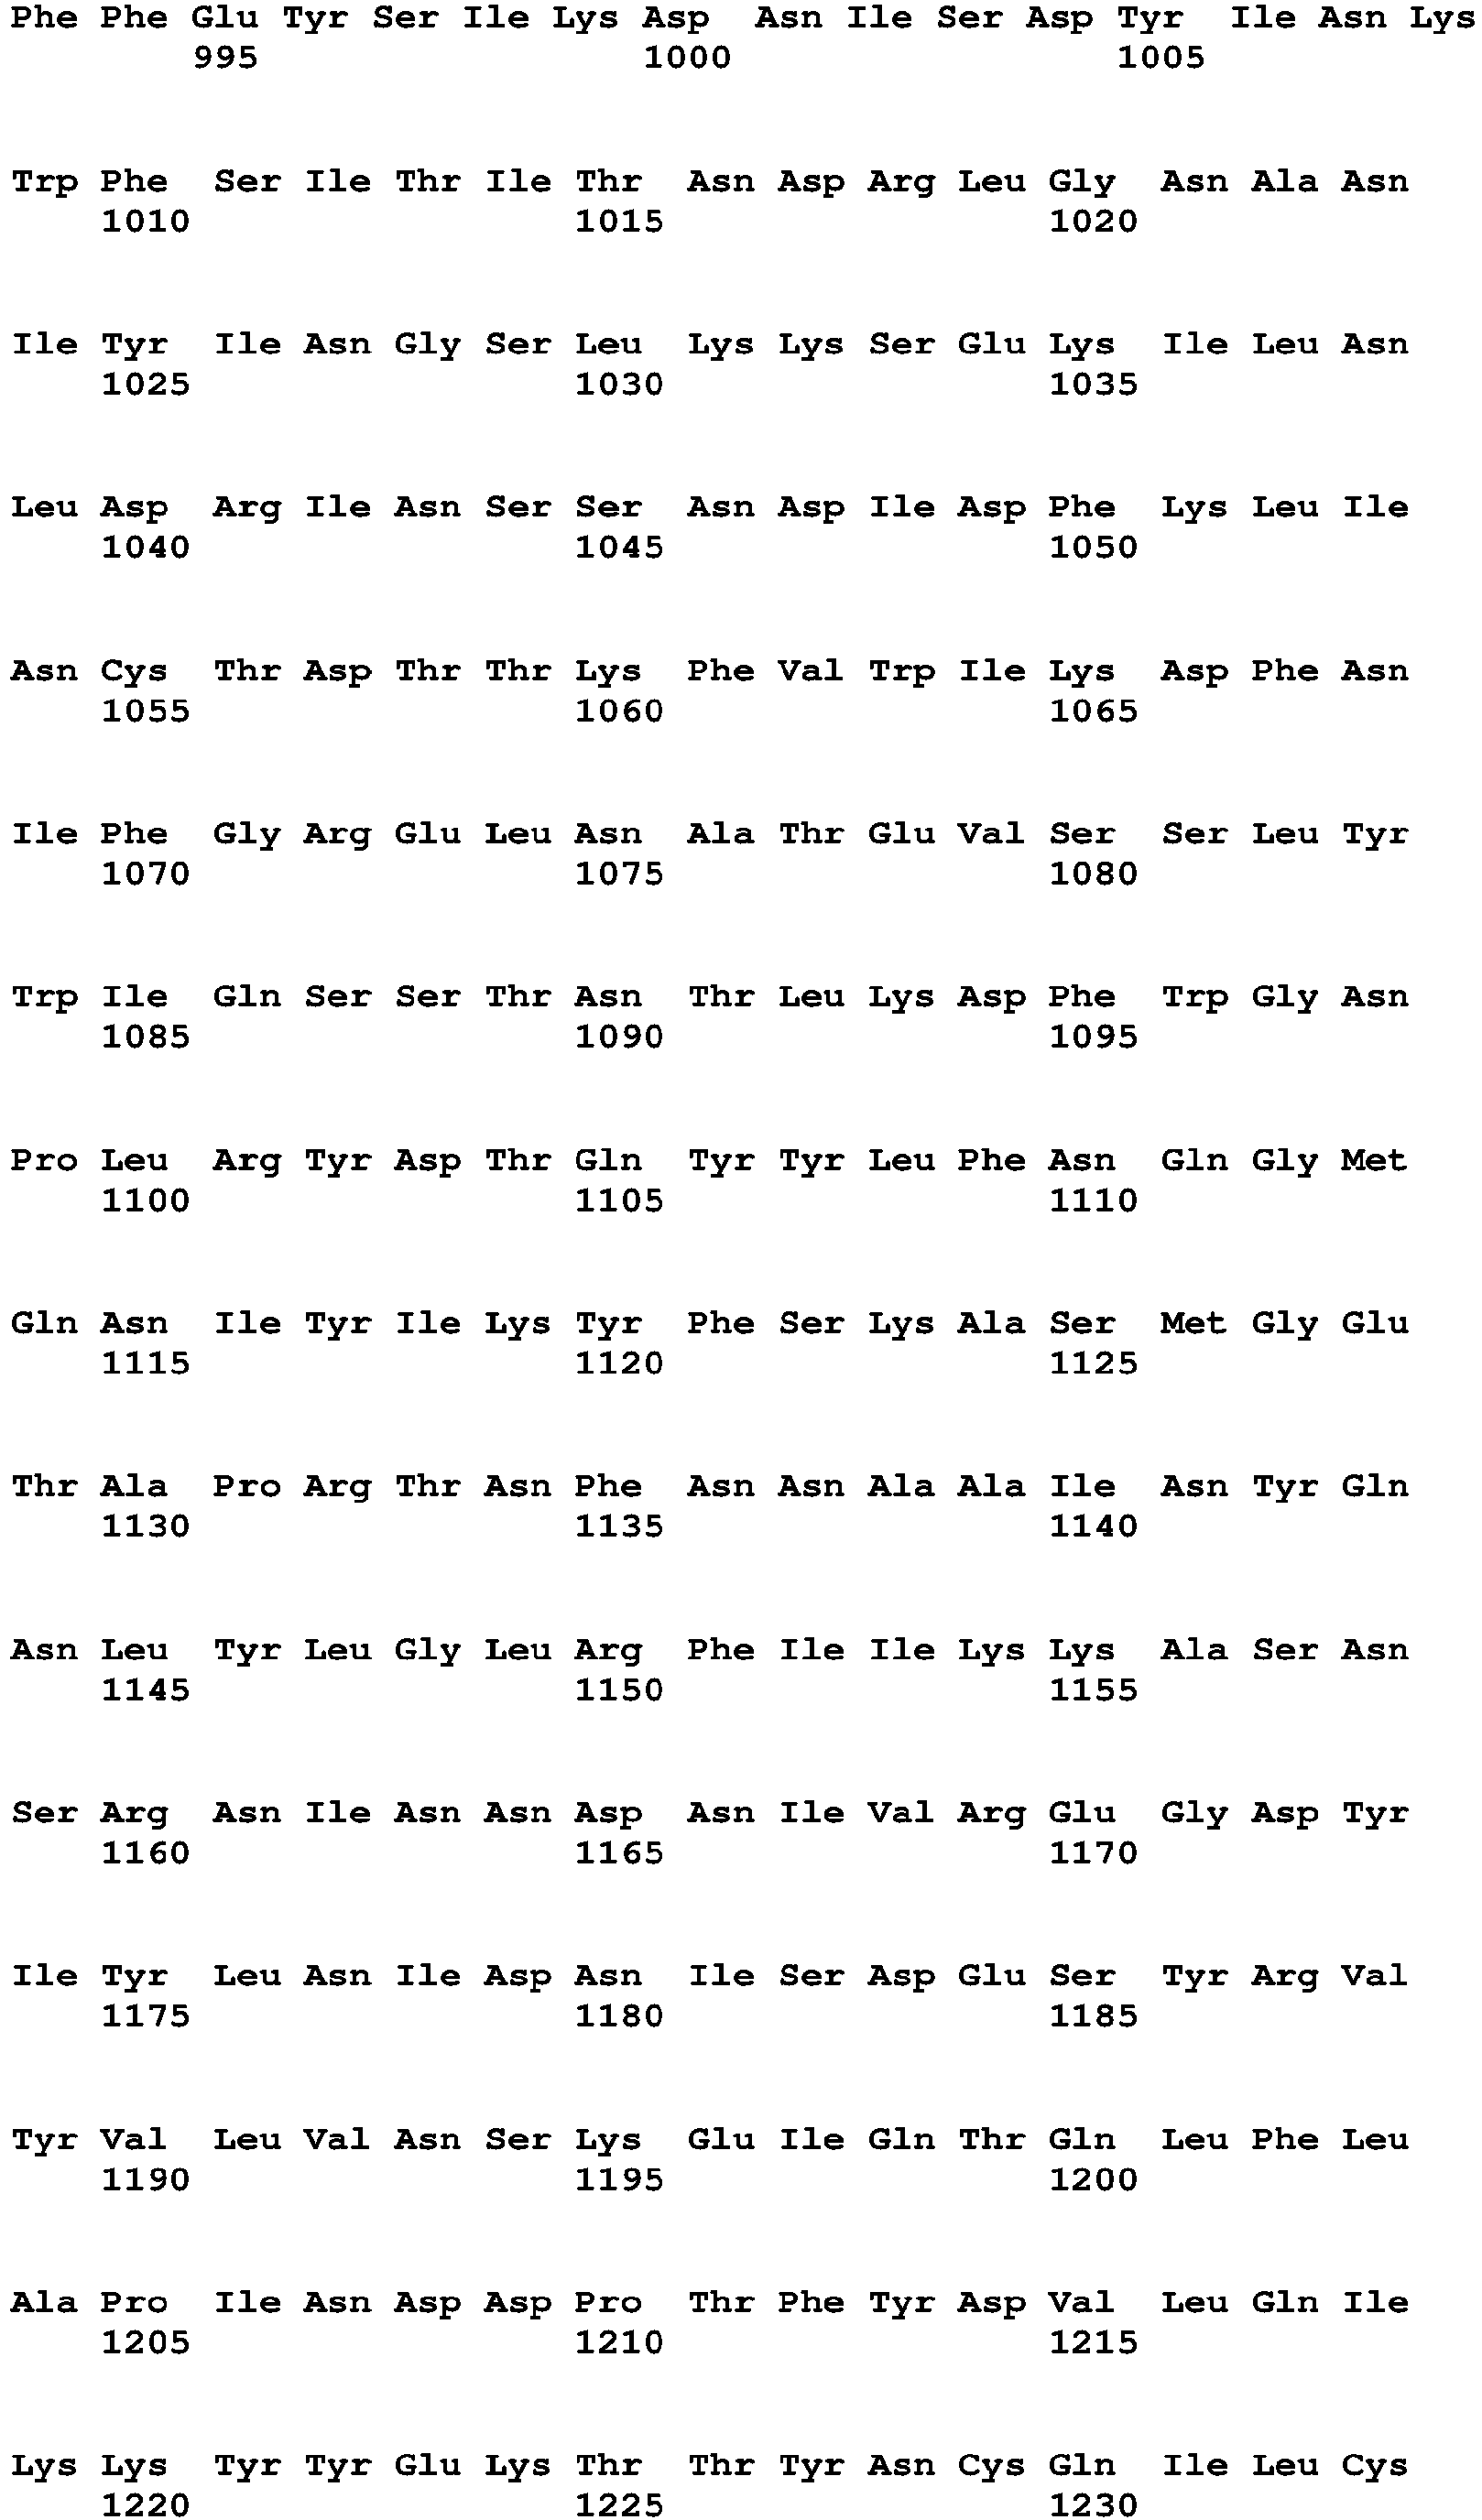 Phe Phe Glu Tyr Ser Ile Lys Asp Asn Ile Ser Asp Tyr Ile Asn Lys
995 1000 1005
Trp Phe Ser Ile Thr Ile Thr Asn Asp Arg Leu Gly Asn Ala Asn
1010 1015 1020
Ile Tyr Ile Asn Gly Ser Leu Lys Lys Ser Glu Lys Ile Leu Asn
1025 1030 1035
Leu Asp Arg Ile Asn Ser Ser Asn Asp Ile Asp Phe Lys Leu Ile
1040 1045 1050
Asn Cys Thr Asp Thr Thr Lys Phe Val Trp Ile Lys Asp Phe Asn
1055 1060 1065
Ile Phe Gly Arg Glu Leu Asn Ala Thr Glu Val Ser Ser Leu Tyr
1070 1075 1080
Trp Ile Gln Ser Ser Thr Asn Thr Leu Lys Asp Phe Trp Gly Asn
1085 1090 1095
Pro Leu Arg Tyr Asp Thr Gln Tyr Tyr Leu Phe Asn Gln Gly Met
1100 1105 1110
Gln Asn Ile Tyr Ile Lys Tyr Phe Ser Lys Ala Ser Met Gly Glu
1115 1120 1125
Thr Ala Pro Arg Thr Asn Phe Asn Asn Ala Ala Ile Asn Tyr Gln
1130 1135 1140
Asn Leu Tyr Leu Gly Leu Arg Phe Ile Ile Lys Lys Ala Ser Asn
1145 1150 1155
Ser Arg Asn Ile Asn Asn Asp Asn Ile Val Arg Glu Gly Asp Tyr
1160 1165 1170
Ile Tyr Leu Asn Ile Asp Asn Ile Ser Asp Glu Ser Tyr Arg Val
1175 1180 1185
Tyr Val Leu Val Asn Ser Lys Glu Ile Gln Thr Gln Leu Phe Leu
1190 1195 1200
Ala Pro Ile Asn Asp Asp Pro Thr Phe Tyr Asp Val Leu Gln Ile
1205 1210 1215
Lys Lys Tyr Tyr Glu Lys Thr Thr Tyr Asn Cys Gln Ile Leu Cys
1220 1225 1230